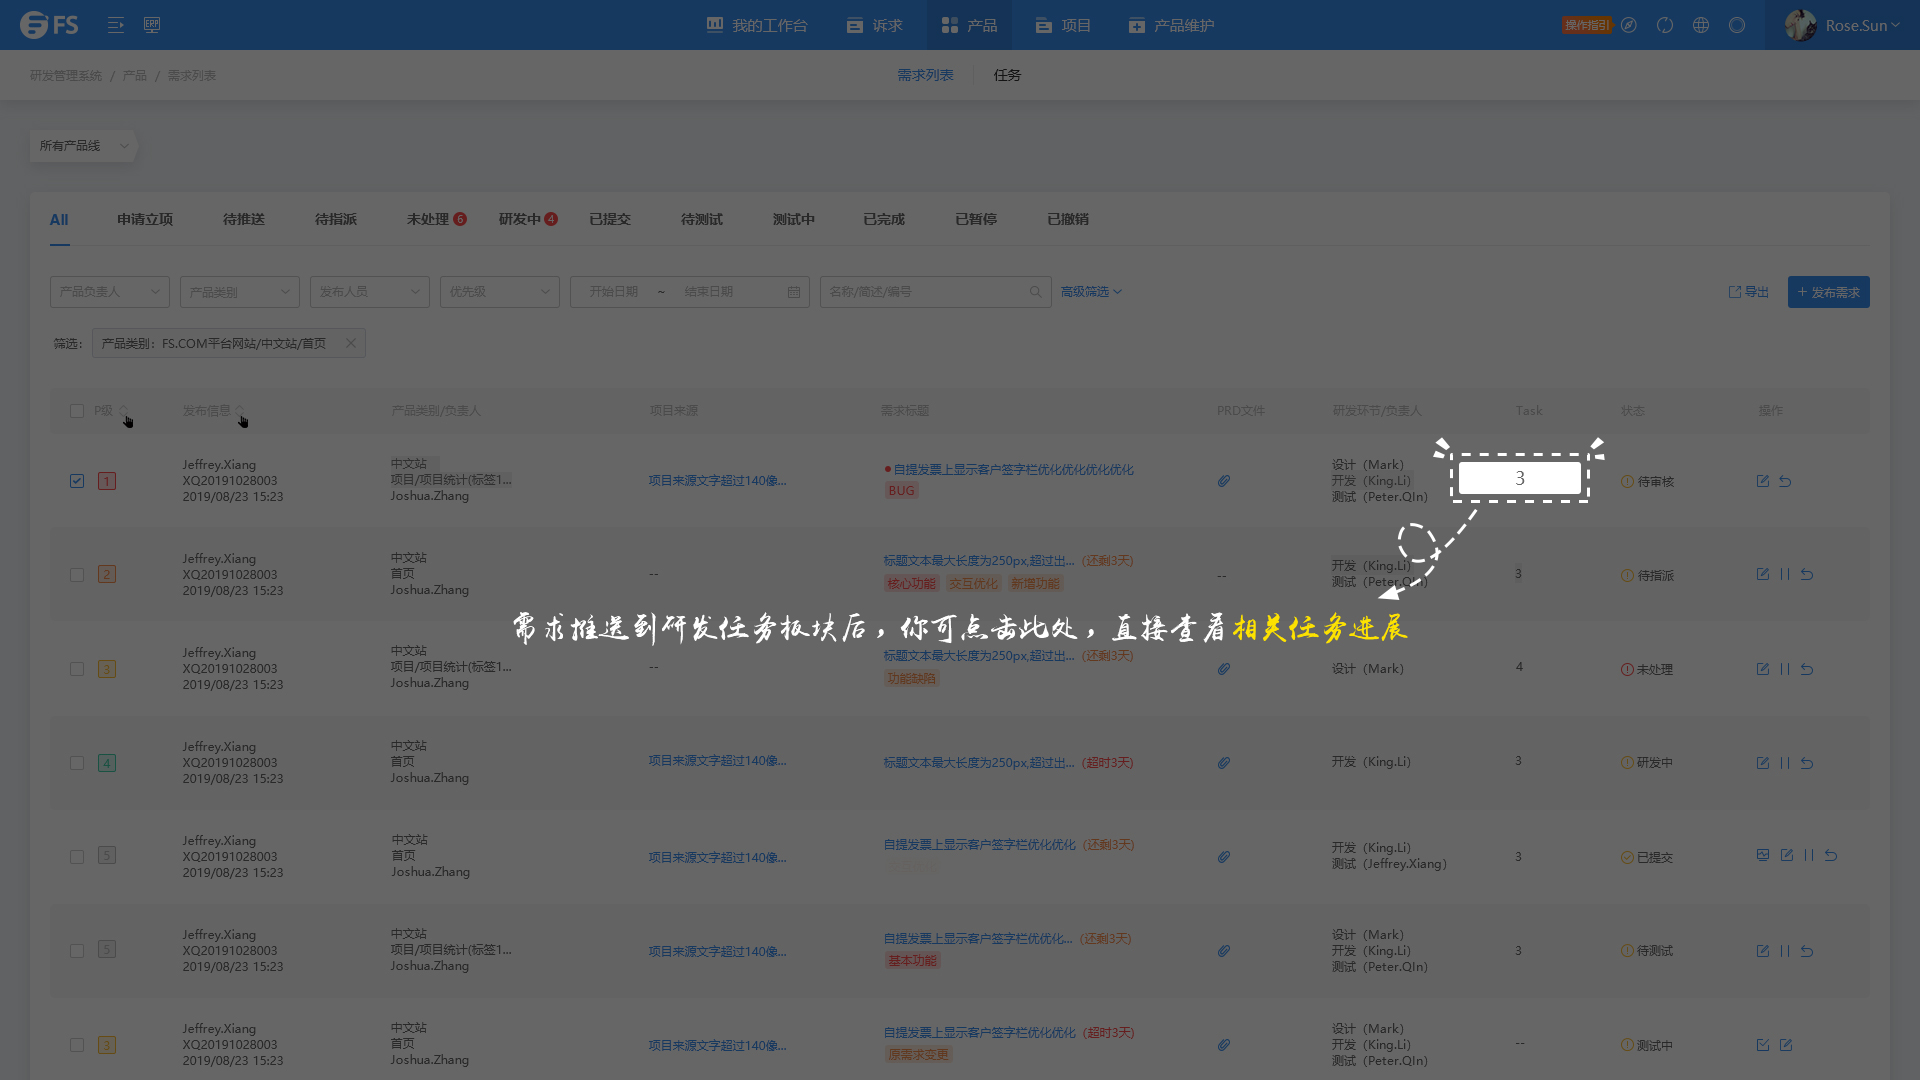 FS ERP 我的工作台 诉求 产品 项目 产品维护 操作指引 Rose.Sun
研发管理系统 / 产品 / 需求列表 需求列表 任务
所有产品线
All 申请立项 待推送 待指派 未处理 6 研发中 4 已提交 待测试 测试中 已完成 已暂停 已撤销
产品负责人 产品类别 发布人员 优先级 开始日期 ~ 结束日期 名称/简述/编号 高级筛选 导出 + 发布需求
筛选： 产品类别：FS.COM平台网站/中文站/首页
P级 发布信息 产品类别/负责人 项目来源 需求标题 PRD文件 研发环节/负责人 Task 状态 操作
1
Jeffrey.Xiang
XQ20191028003
2019/08/23 15:23
中文站
项目/项目统计(标签1...
Joshua.Zhang
项目来源文字超过140像...
自提发票上显示客户签字栏优化优化优化优化
BUG
设计（Mark）
开发（King.Li）
测试（Peter.QIn）
3
待审核
2
Jeffrey.Xiang
XQ20191028003
2019/08/23 15:23
中文站
首页
Joshua.Zhang
--
标题文本最大长度为250px,超过出...（还剩3天）
核心功能 交互优化 新增功能
--
开发（King.Li）
测试（Peter.QIn）
3
待指派
需求推送到研发任务板块后，你可点击此处，直接查看相关任务进展
3
Jeffrey.Xiang
XQ20191028003
2019/08/23 15:23
中文站
项目/项目统计(标签1...
Joshua.Zhang
--
标题文本最大长度为250px,超过出...（还剩3天）
功能缺陷
设计（Mark）
4
未处理
4
Jeffrey.Xiang
XQ20191028003
2019/08/23 15:23
中文站
首页
Joshua.Zhang
项目来源文字超过140像...
标题文本最大长度为250px,超过出...（超时3天）
开发（King.Li）
3
研发中
5
Jeffrey.Xiang
XQ20191028003
2019/08/23 15:23
中文站
首页
Joshua.Zhang
项目来源文字超过140像...
自提发票上显示客户签字栏优化优化（还剩3天）
开发（King.Li）
测试（Jeffrey.Xiang）
3
已提交
5
Jeffrey.Xiang
XQ20191028003
2019/08/23 15:23
中文站
项目/项目统计(标签1...
Joshua.Zhang
项目来源文字超过140像...
自提发票上显示客户签字栏优优化...（还剩3天）
基本功能
设计（Mark）
开发（King.Li）
测试（Peter.QIn）
3
待测试
3
Jeffrey.Xiang
XQ20191028003
2019/08/23 15:23
中文站
首页
Joshua.Zhang
项目来源文字超过140像...
自提发票上显示客户签字栏优化优化（超时3天）
原需求变更
设计（Mark）
开发（King.Li）
测试（Peter.QIn）
--
测试中